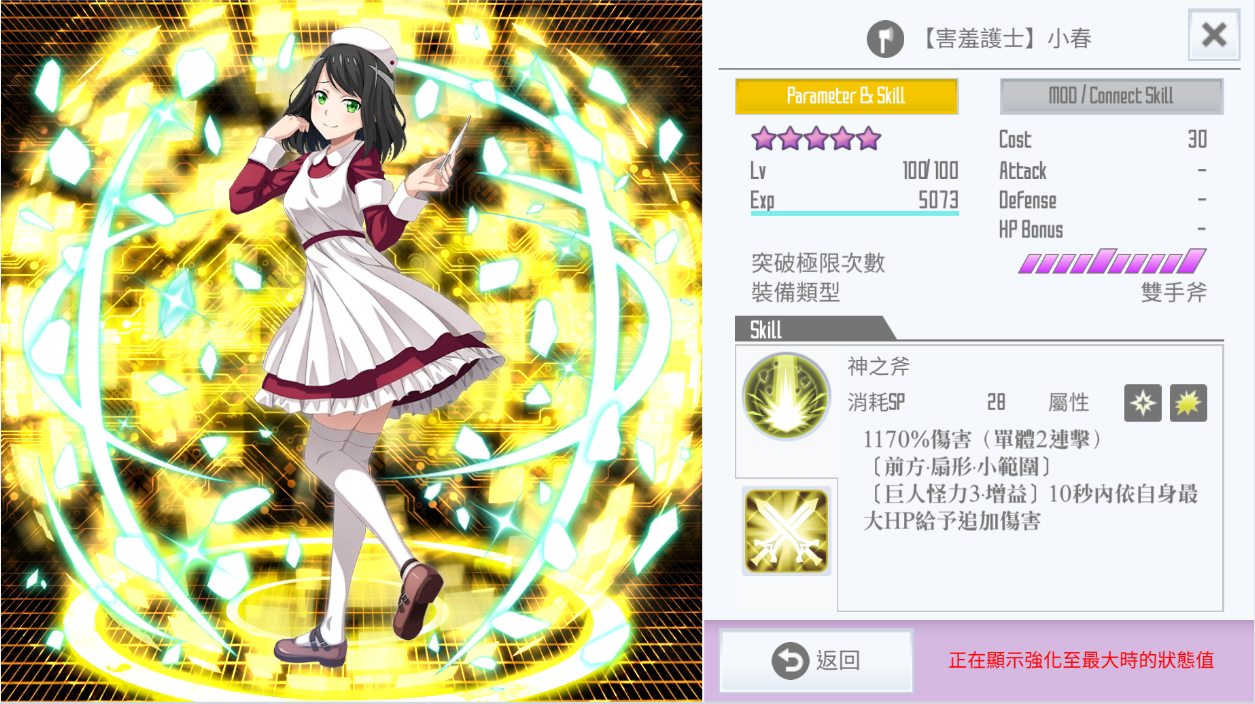 【害羞護士】小春
Parameter & Skill
MOD / Connect Skill
Lv 100/100
Exp 5073
Cost 30
Attack -
Defense -
HP Bonus -
突破極限次數
裝備類型 雙手斧
Skill
神之斧
消耗SP 28 屬性
1170%傷害（單體2連擊）
〔前方·扇形·小範圍〕
〔巨人怪力3·增益〕10秒內依自身最
大HP給予追加傷害
返回
正在顯示強化至最大時的狀態值